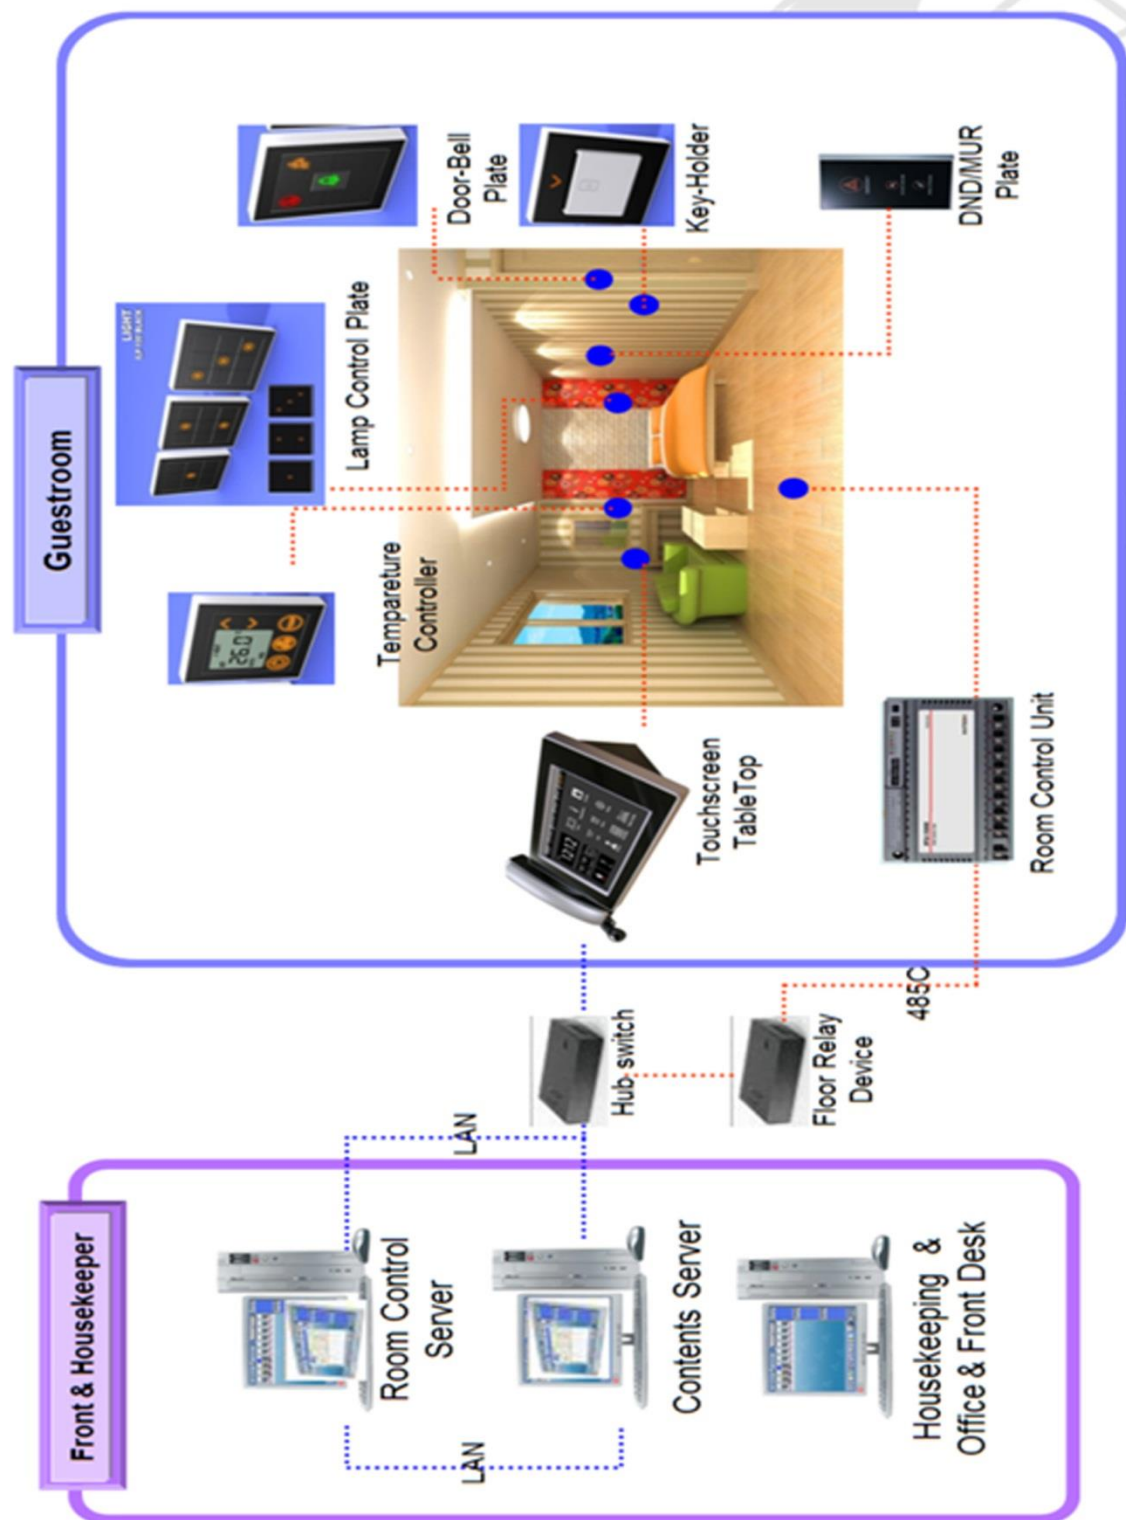 Front & Housekeeper
Guestroom
Room Control
Server
Contents Server
Housekeeping &
Office & Front Desk
LAN
LAN
Hub switch
Floor Relay
Device
485C
Touchscreen
TableTop
Room Control Unit
Tempareture
Controller
26.0
Lamp Control Plate
LIGHT
Door-Bell
Plate
Key-Holder
DND/MUR
Plate